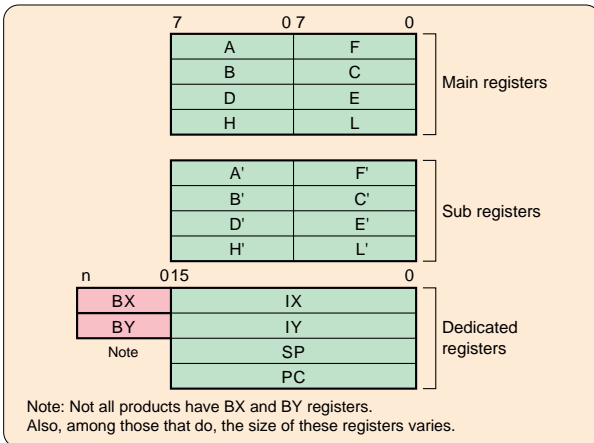 7 0 7 0
A F
B C
D E
H L
Main registers
A' F'
B' C'
D' E'
H' L'
Sub registers
n 0 15 0
BX IX
BY IY
Note SP
PC
Dedicated
registers
Note: Not all products have BX and BY registers.
Also, among those that do, the size of these registers varies.